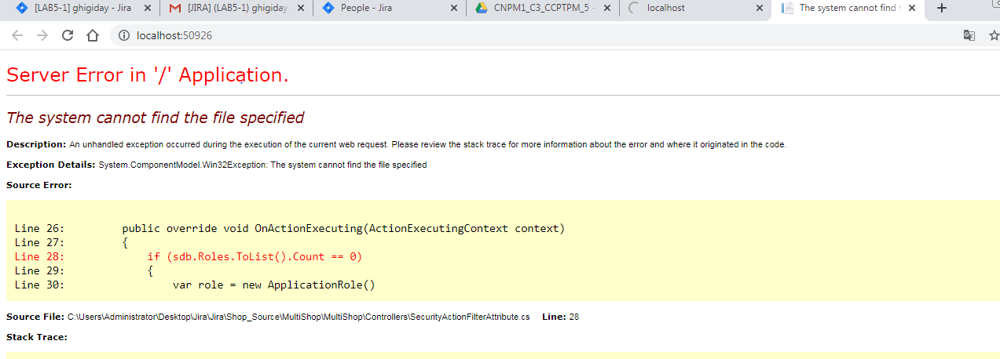 [LAB5-1] ghigiday - Jira
[JIRA] (LAB5-1) ghigiday
People - Jira
CNPM1_C3_CCPTPM_5 -
localhost
The system cannot find
localhost:50926
Server Error in '/' Application.
The system cannot find the file specified
Description: An unhandled exception occurred during the execution of the current web request. Please review the stack trace for more information about the error and where it originated in the code.
Exception Details: System.ComponentModel.Win32Exception: The system cannot find the file specified
Source Error:
Line 26: public override void OnActionExecuting(ActionExecutingContext context)
Line 27: {
Line 28: if (sdb.Roles.ToList().Count == 0)
Line 29: {
Line 30: var role = new ApplicationRole()
Source File: C:\Users\Administrator\Desktop\Jira\Jira\Shop_Source\MultiShop\MultiShop\Controllers\SecurityActionFilterAttribute.cs Line: 28
Stack Trace: